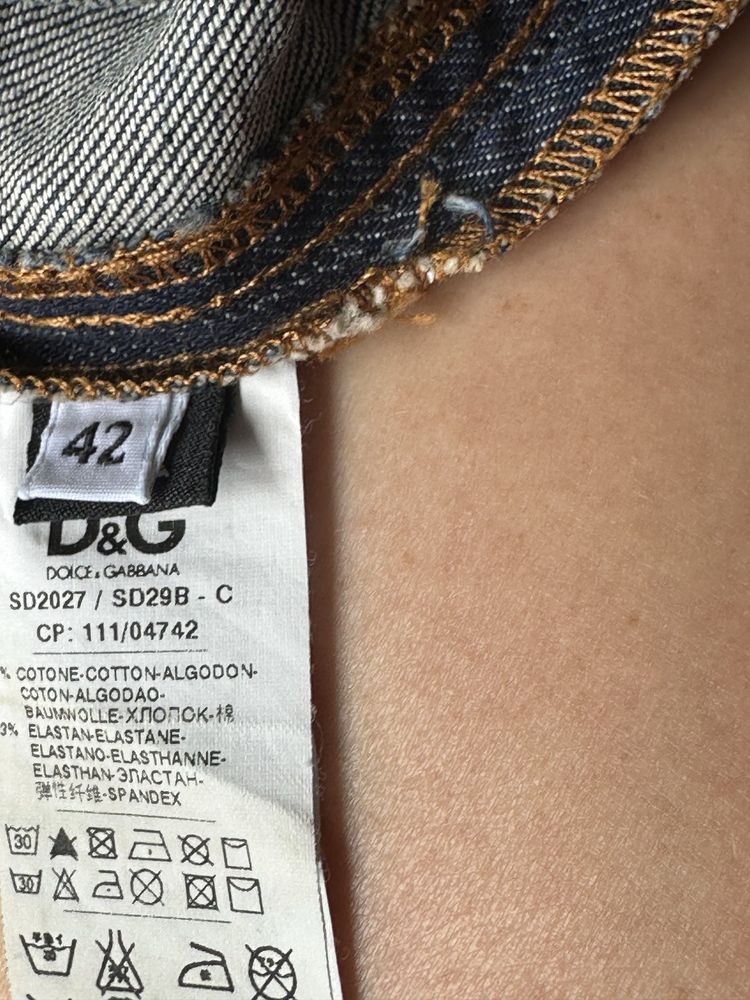 42
D&G
DOLCE & GABBANA
SD2027 / SD29B - C
CP: 111/04742
% COTONE-COTTON-ALGODON-
COTON-ALGODAO-
BAUMWOLLE-ХЛОПОК-棉
3% ELASTAN-ELASTANE-
ELASTANO-ELASTHANNE-
ELASTHAN-ЭЛАСТАН-
弹性纤维-SPANDEX
30
30